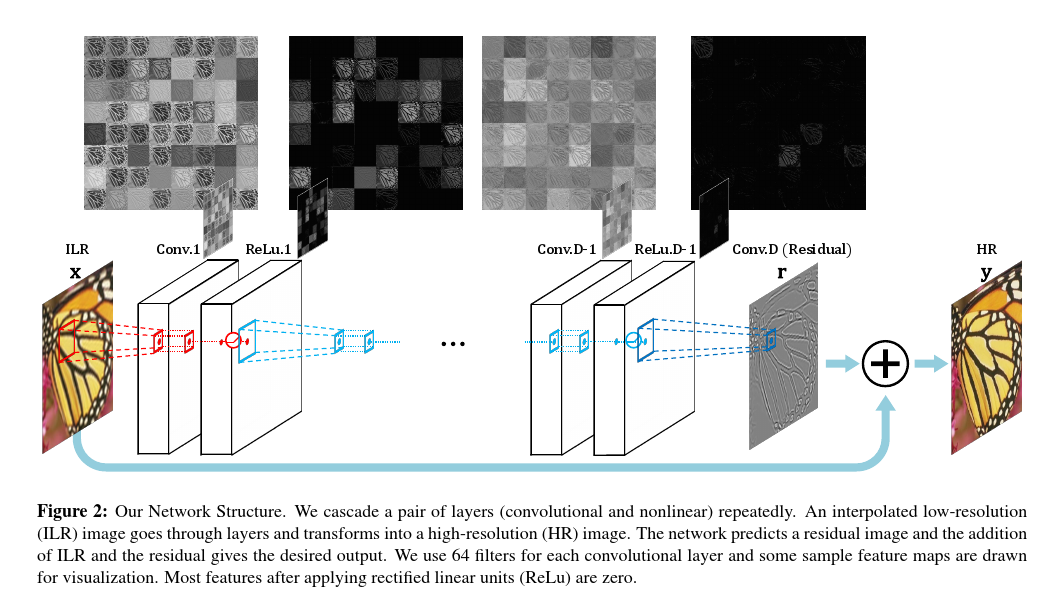 ILR
x
Conv.1
ReLu.1
Conv.D-1
ReLU.D-1
Conv.D (Residual)
r
HR
y
...
Figure 2: Our Network Structure. We cascade a pair of layers (convolutional and nonlinear) repeatedly. An interpolated low-resolution
(ILR) image goes through layers and transforms into a high-resolution (HR) image. The network predicts a residual image and the addition
of ILR and the residual gives the desired output. We use 64 filters for each convolutional layer and some sample feature maps are drawn
for visualization. Most features after applying rectified linear units (ReLu) are zero.